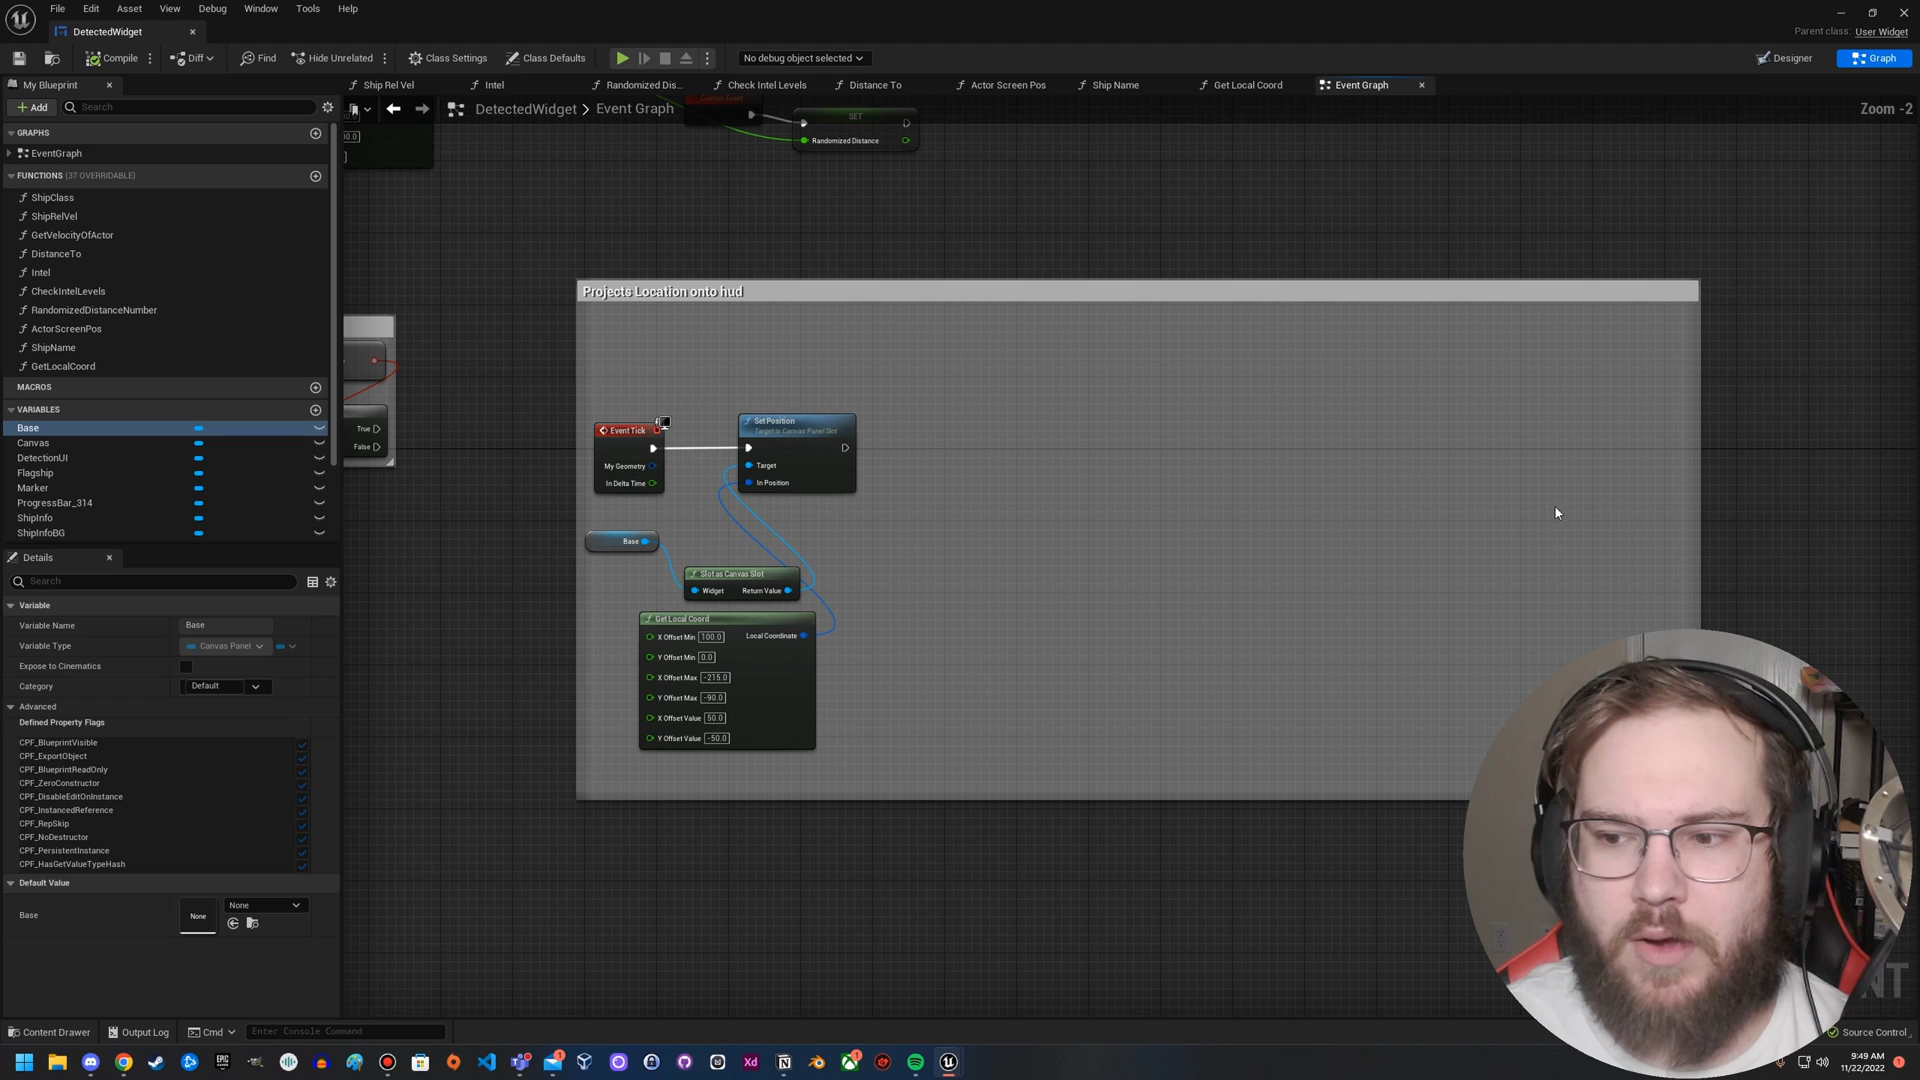 File Edit Asset View Debug Window Tools Help
DetectedWidget
Parent class: User Widget
Compile Diff Find Hide Unrelated Class Settings Class Defaults No debug object selected Designer Graph
My Blueprint Ship Rel Vel Intel Randomized Dis... Check Intel Levels Distance To Actor Screen Pos Ship Name Get Local Coord Event Graph
Add Search
DetectedWidget > Event Graph
Zoom -2
GRAPHS
EventGraph
FUNCTIONS (37 OVERRIDABLE)
ShipClass
ShipRelVel
GetVelocityOfActor
DistanceTo
Intel
CheckIntelLevels
RandomizedDistanceNumber
ActorScreenPos
ShipName
GetLocalCoord
MACROS
VARIABLES
Base
Canvas
DetectionUI
Flagship
Marker
ProgressBar_314
ShipInfo
ShipInfoBG
Details
Search
Variable
Variable Name Base
Variable Type Canvas Panel
Expose to Cinematics
Category Default
Advanced
Defined Property Flags
CPF_BlueprintVisible
CPF_ExportObject
CPF_BlueprintReadOnly
CPF_ZeroConstructor
CPF_DisableEditOnInstance
CPF_InstancedReference
CPF_RepSkip
CPF_NoDestructor
CPF_PersistentInstance
CPF_HasGetValueTypeHash
Default Value
Base None None
Custom Event
SET
Randomized Distance
True
False
Projects Location onto hud
Event Tick
My Geometry
In Delta Time
Set Position
Target is Canvas Panel Slot
Target
In Position
Base
Slot as Canvas Slot
Widget Return Value
Get Local Coord
X Offset Min 100.0 Local Coordinate
Y Offset Min 0.0
X Offset Max -215.0
Y Offset Max -90.0
X Offset Value 50.0
Y Offset Value -50.0
Content Drawer Output Log Cmd Enter Console Command Source Control
9:49 AM
11/22/2022